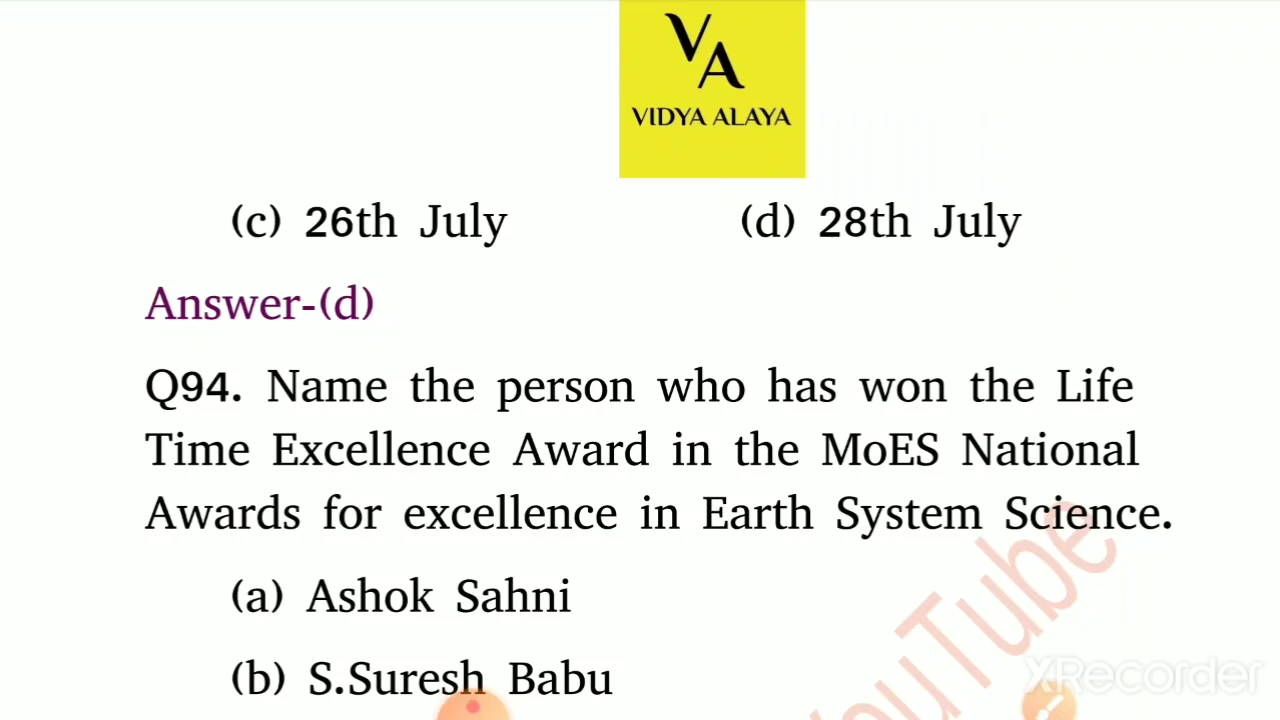 VA
VIDYA ALAYA
(c) 26th July (d) 28th July
Answer-(d)
Q94. Name the person who has won the Life
Time Excellence Award in the MoES National
Awards for excellence in Earth System Science.
(a) Ashok Sahni
(b) S.Suresh Babu
YouTube
XRecorder